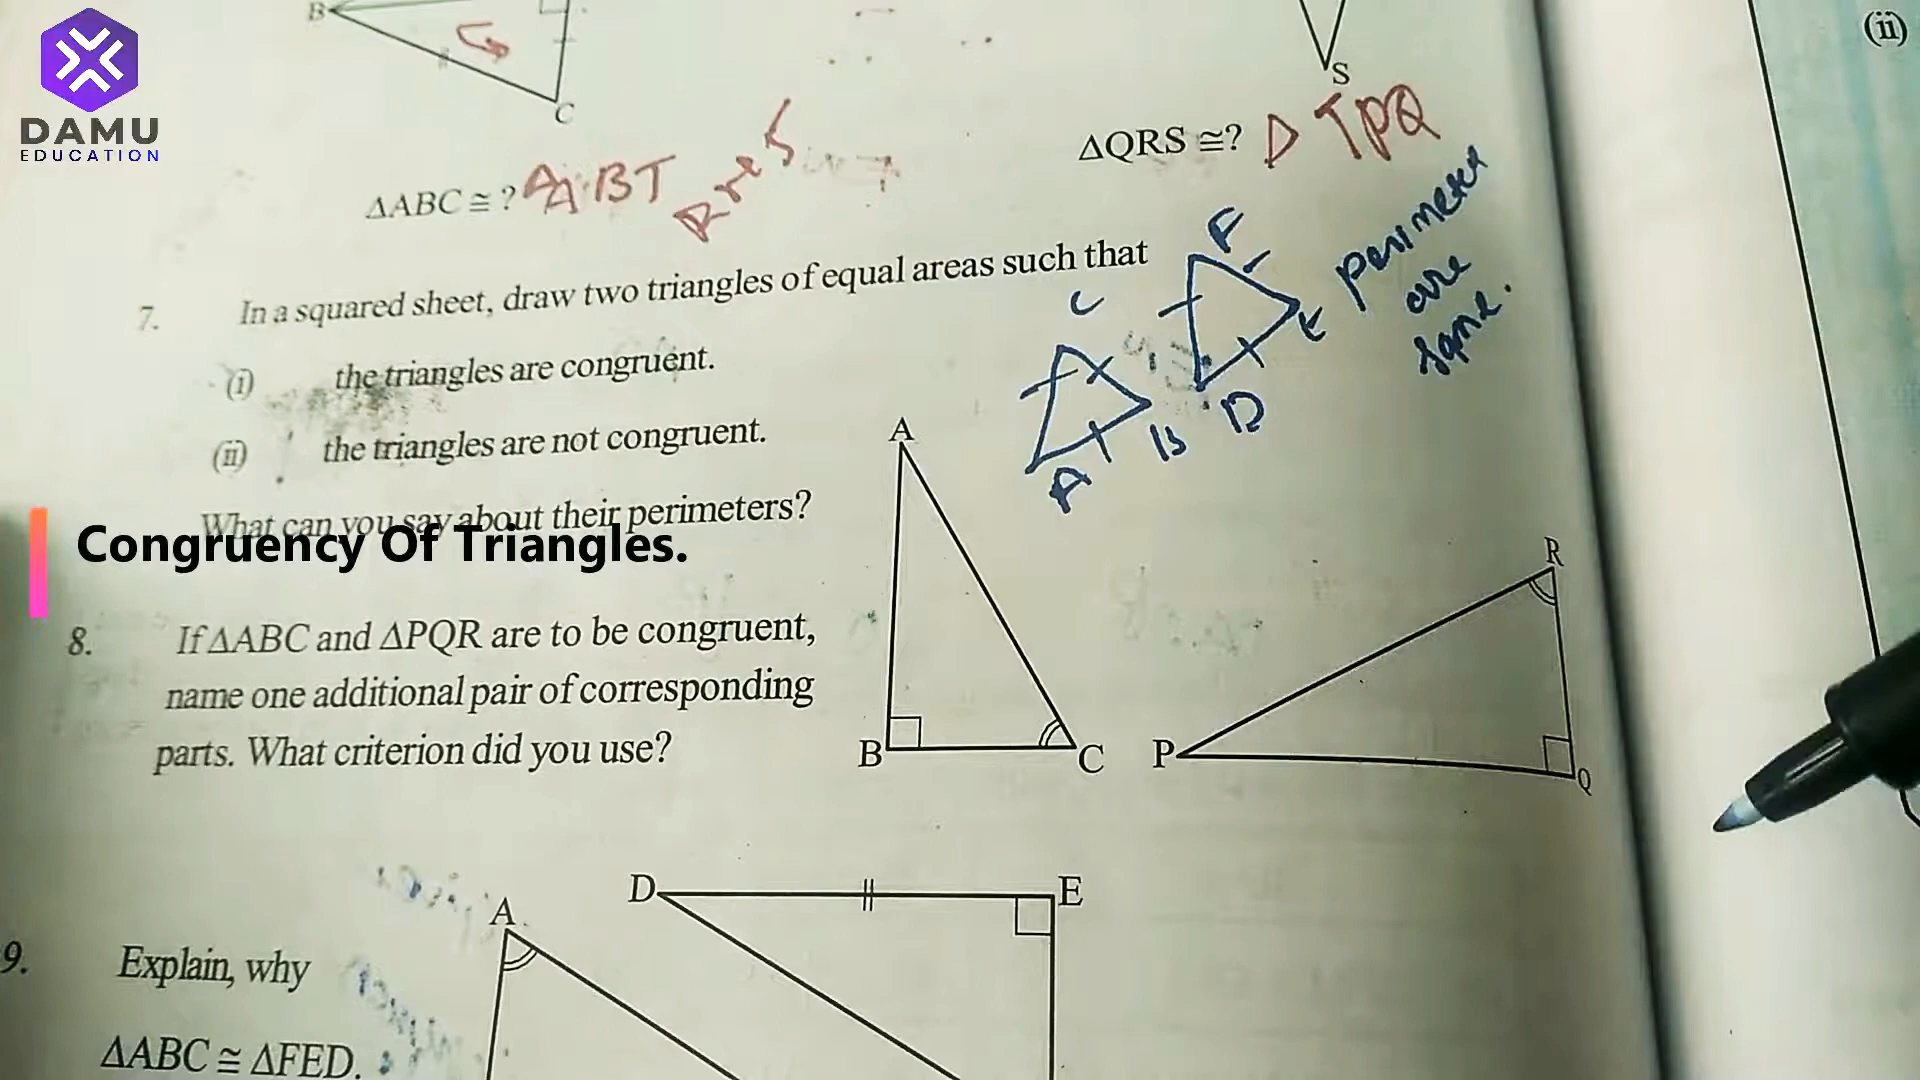 B
C
S
(ii)
DAMU
EDUCATION
ΔABC ≅ ?
ΔQRS ≅? Δ TPQ
7. In a squared sheet, draw two triangles of equal areas such that
(i) the triangles are congruent.
(ii) the triangles are not congruent.
What can you say about their perimeters?
C
F
A
B
D
E
perimeter
are
same.
Congruency Of Triangles.
8. If ΔABC and ΔPQR are to be congruent,
name one additional pair of corresponding
parts. What criterion did you use?
A
B
C
P
R
Q
9. Explain, why
ΔABC ≅ ΔFED.
A
D
E